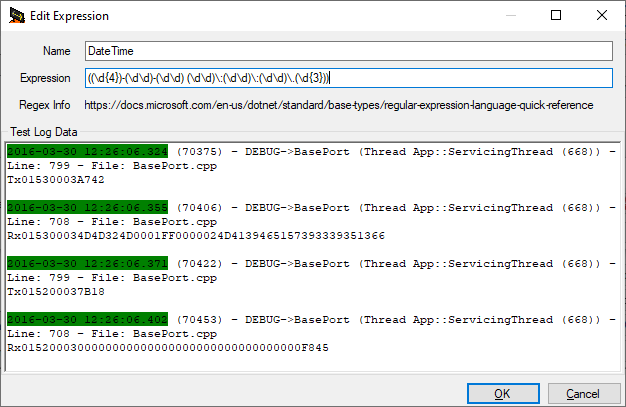 Edit Expression
Name
DateTime
Expression
((\d{4})-(\d\d)-(\d\d) (\d\d)\:(\d\d)\:(\d\d)\.(\d{3}))
Regex Info
https://docs.microsoft.com/en-us/dotnet/standard/base-types/regular-expression-language-quick-reference
Test Log Data
2016-03-30 12:26:06.324 (70375) - DEBUG->BasePort (Thread App::ServicingThread (668)) -
Line: 799 - File: BasePort.cpp
Tx01530003A742
2016-03-30 12:26:06.355 (70406) - DEBUG->BasePort (Thread App::ServicingThread (668)) -
Line: 708 - File: BasePort.cpp
Rx015300034D4D324D0001FF0000024D4139465157393339351366
2016-03-30 12:26:06.371 (70422) - DEBUG->BasePort (Thread App::ServicingThread (668)) -
Line: 799 - File: BasePort.cpp
Tx015200037B18
2016-03-30 12:26:06.402 (70453) - DEBUG->BasePort (Thread App::ServicingThread (668)) -
Line: 708 - File: BasePort.cpp
Rx01520003000000000000000000000000000000000000F845
OK
Cancel